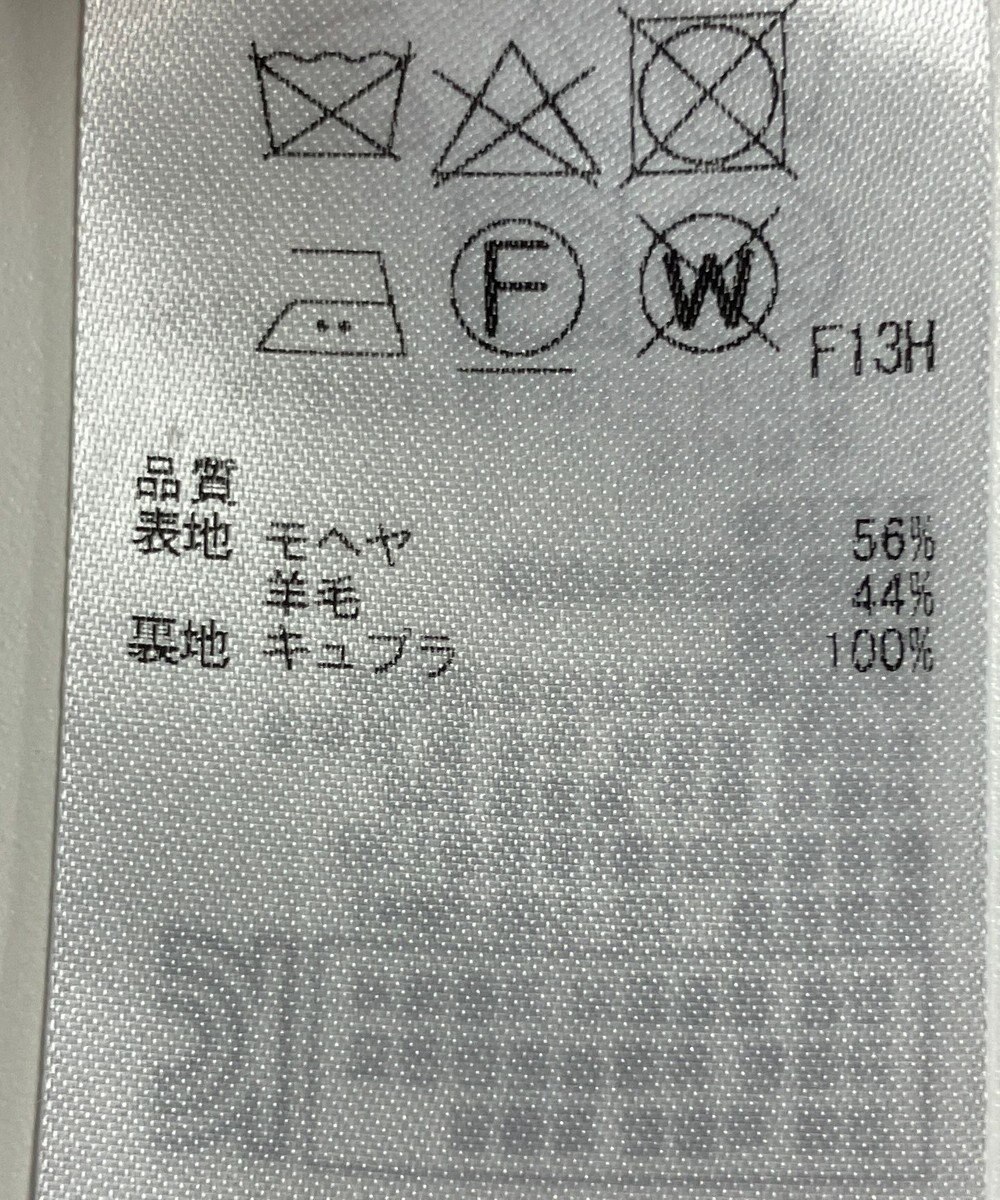 F W F13H
品質
表地 モヘヤ 56%
羊毛 44%
裏地 キュプラ 100%